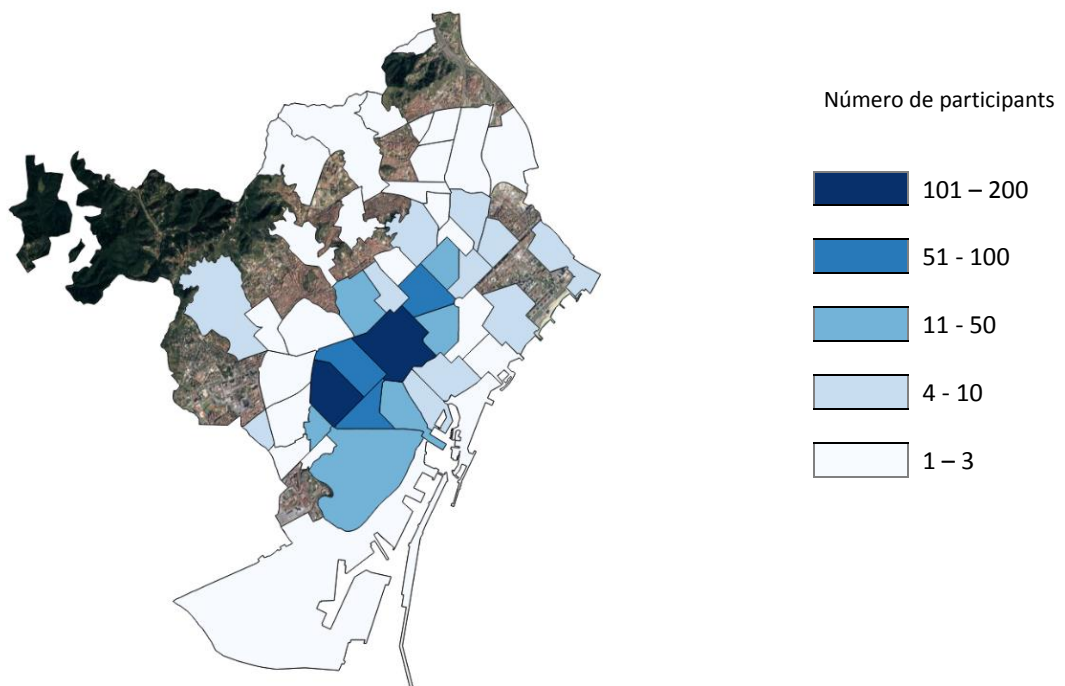 Número de participants
101 – 200
51 - 100
11 - 50
4 - 10
1 – 3